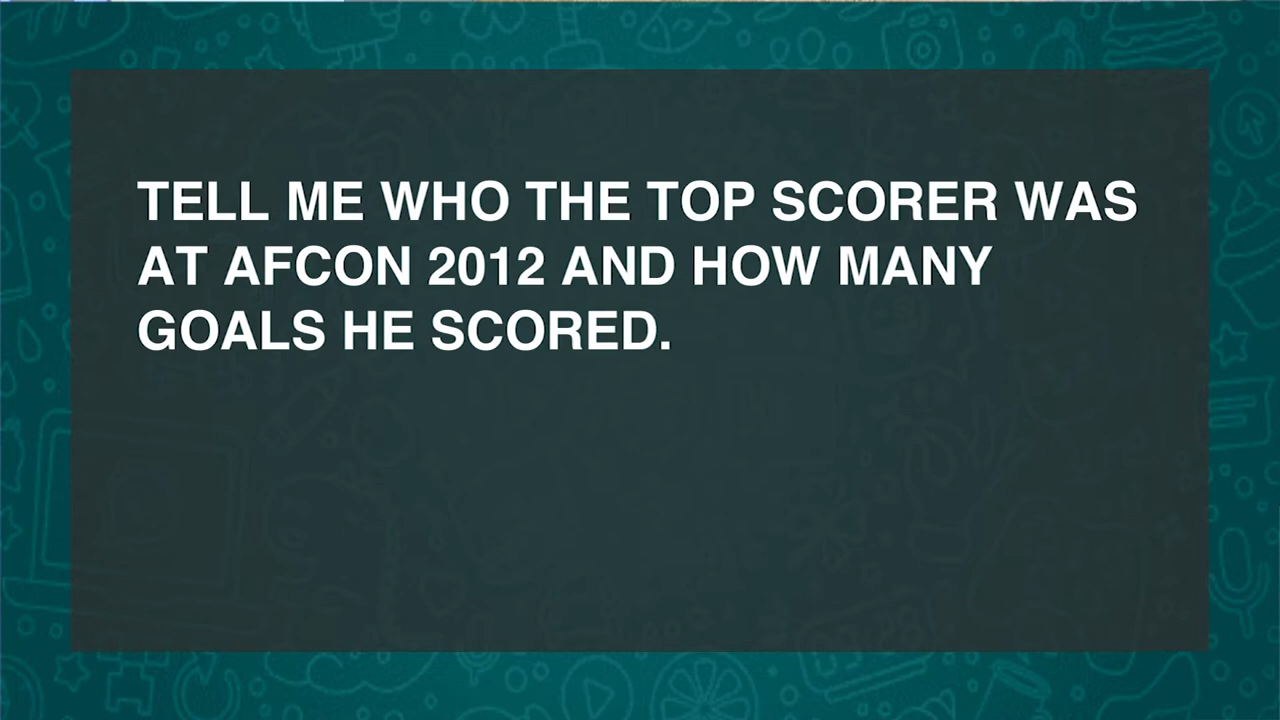 TELL ME WHO THE TOP SCORER WAS
AT AFCON 2012 AND HOW MANY
GOALS HE SCORED.